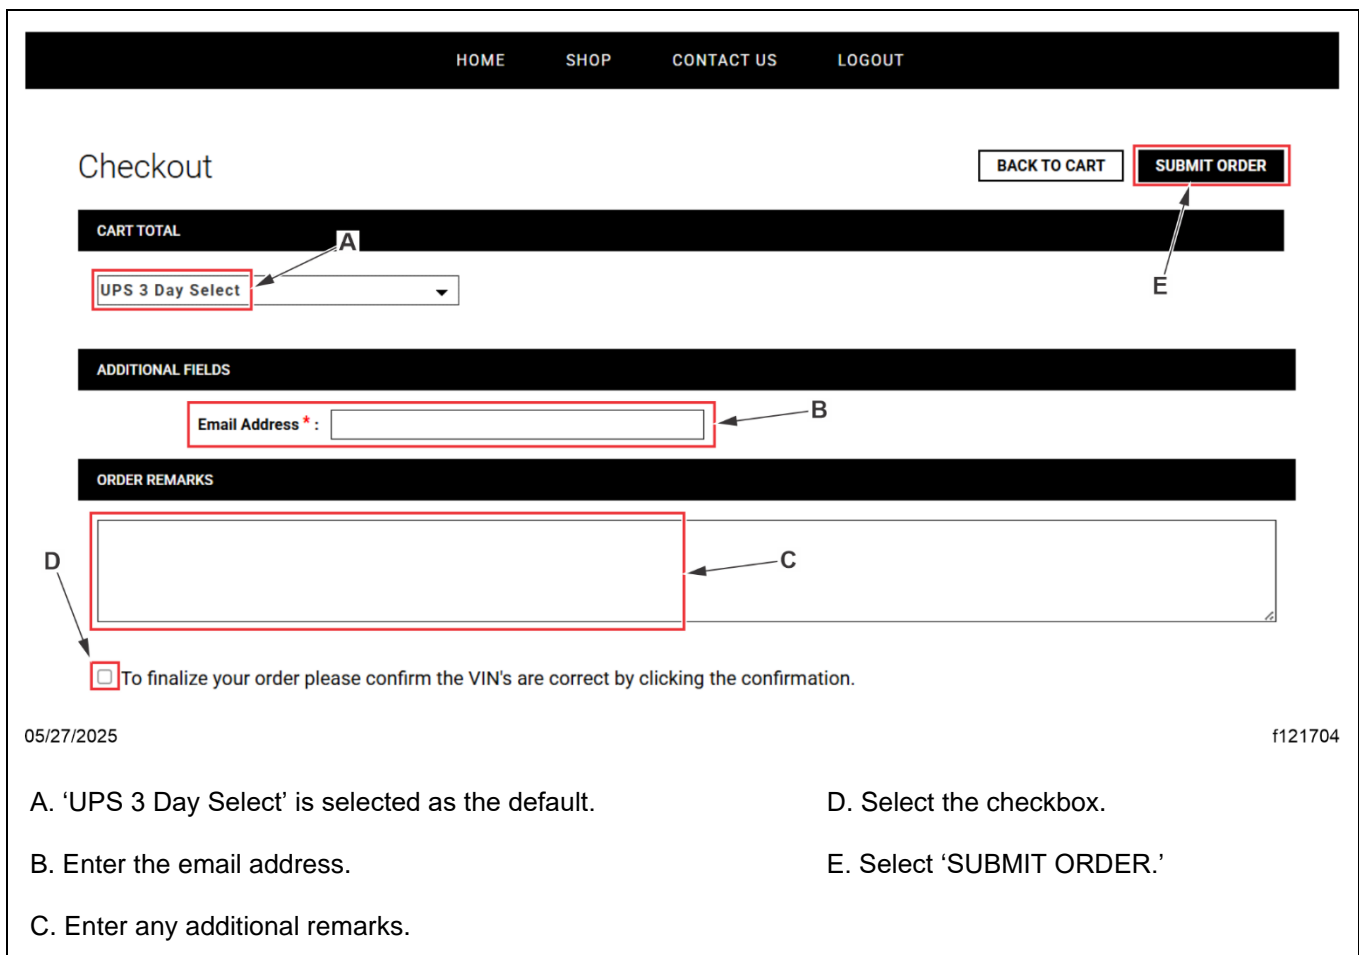 HOME SHOP CONTACT US LOGOUT
Checkout
BACK TO CART SUBMIT ORDER
CART TOTAL
A
UPS 3 Day Select
E
ADDITIONAL FIELDS
Email Address * :
B
ORDER REMARKS
C
D
To finalize your order please confirm the VIN's are correct by clicking the confirmation.
05/27/2025 f121704
A. ‘UPS 3 Day Select’ is selected as the default.
D. Select the checkbox.
B. Enter the email address.
E. Select ‘SUBMIT ORDER.’
C. Enter any additional remarks.